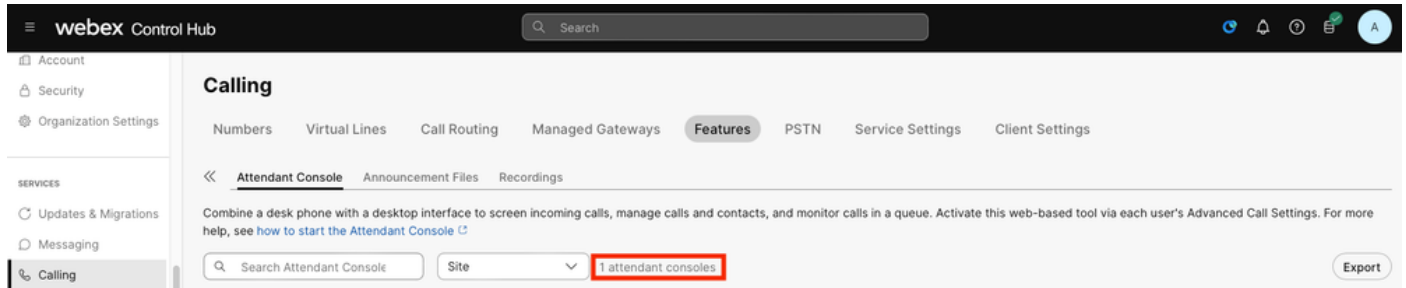 webex Control Hub
Search
A
Account
Security
Organization Settings
SERVICES
Updates & Migrations
Messaging
Calling
Calling
Numbers Virtual Lines Call Routing Managed Gateways Features PSTN Service Settings Client Settings
Attendant Console Announcement Files Recordings
Combine a desk phone with a desktop interface to screen incoming calls, manage calls and contacts, and monitor calls in a queue. Activate this web-based tool via each user's Advanced Call Settings. For more
help, see how to start the Attendant Console
Search Attendant Console Site 1 attendant consoles Export